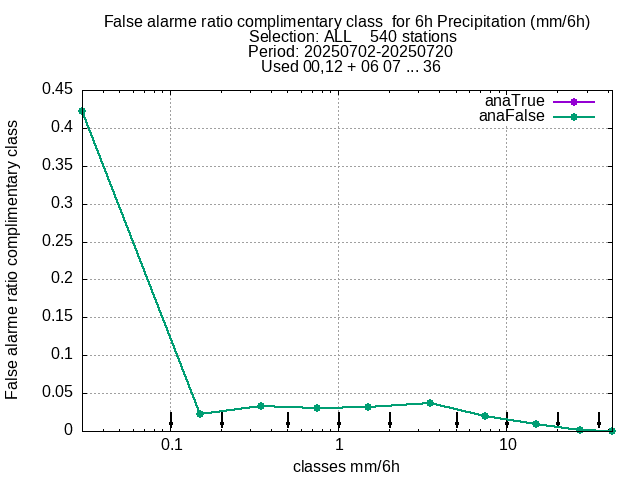 False alarme ratio complimentary class  for 6h Precipitation (mm/6h)
Selection: ALL    540 stations
Period: 20250702-20250720
Used 00,12 + 06 07 ... 36
anaTrue
anaFalse
False alarme ratio complimentary class
0.45
0.4
0.35
0.3
0.25
0.2
0.15
0.1
0.05
0
0.1 1 10
classes mm/6h